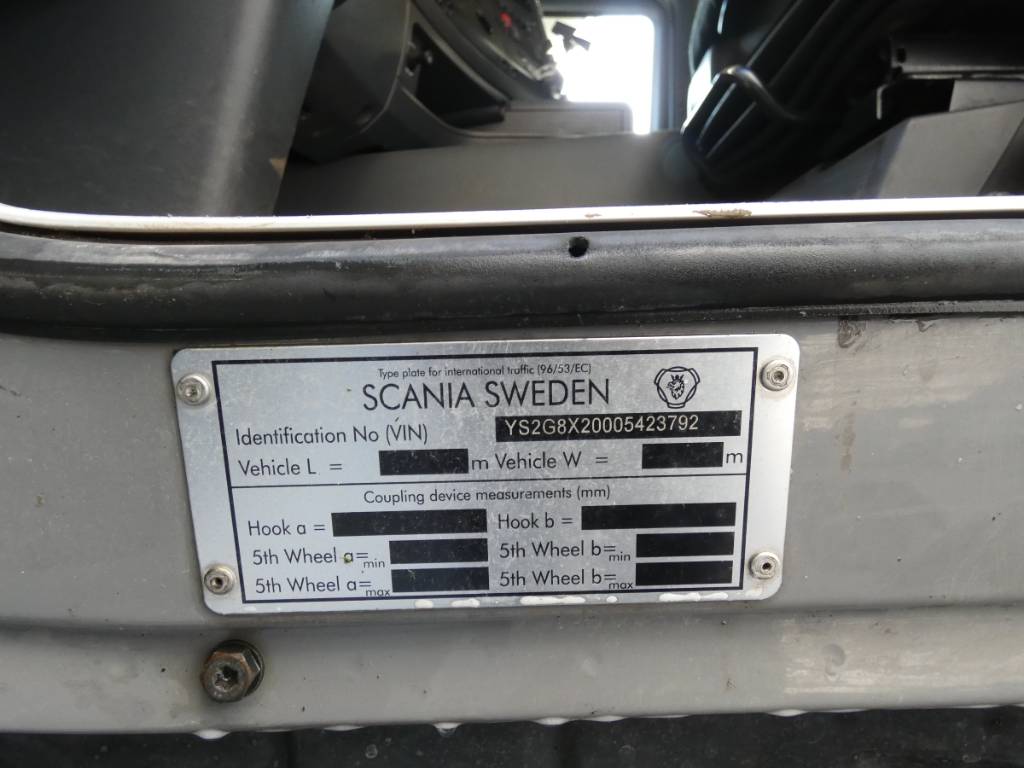 Type plate for international traffic (96/53/EC)
SCANIA SWEDEN
Identification No (VIN) YS2G8X20005423792
Vehicle L = m Vehicle W = m
Coupling device measurements (mm)
Hook a = Hook b =
5th Wheel a=min 5th Wheel b=min
5th Wheel a=max 5th Wheel b=max